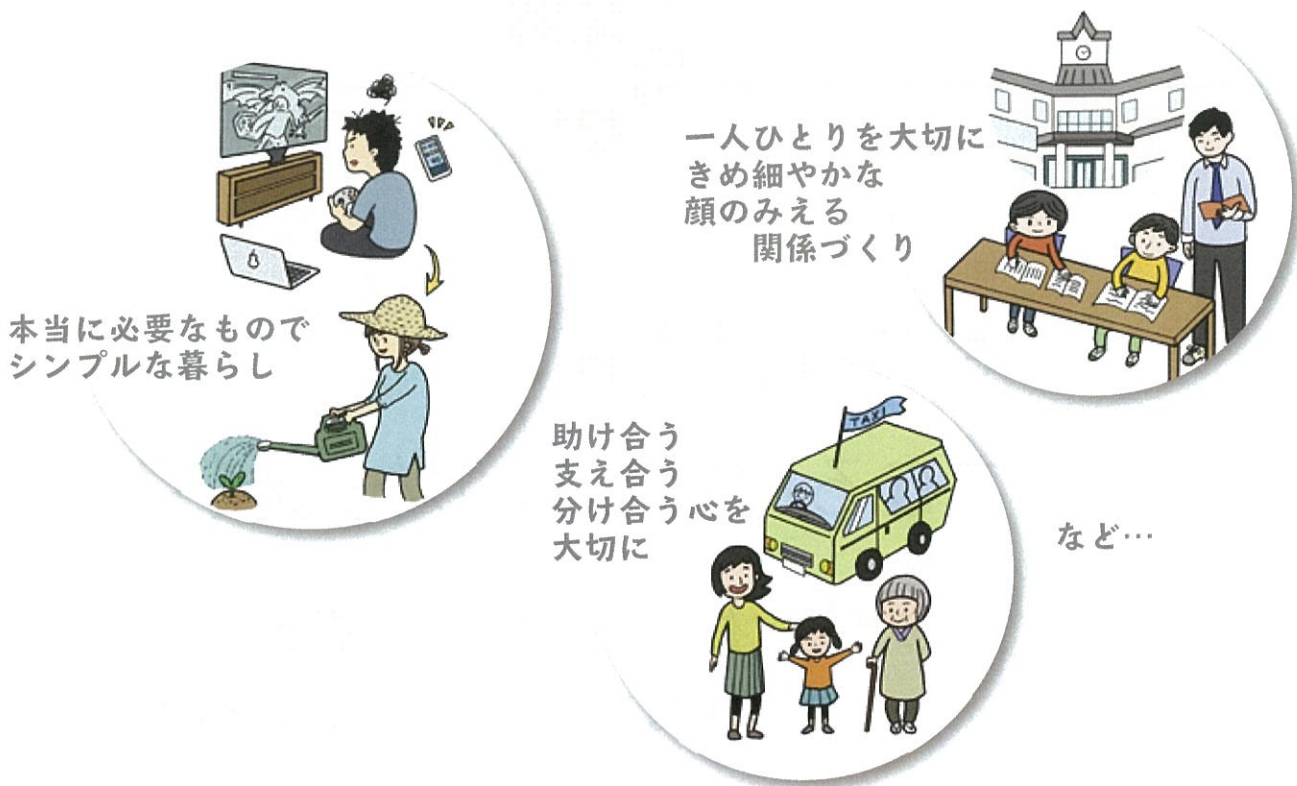 本当に必要なもので
シンプルな暮らし
一人ひとりを大切に
きめ細やかな
顔のみえる
関係づくり
助け合う
支え合う
分け合う心を
大切に
TAXI
など…